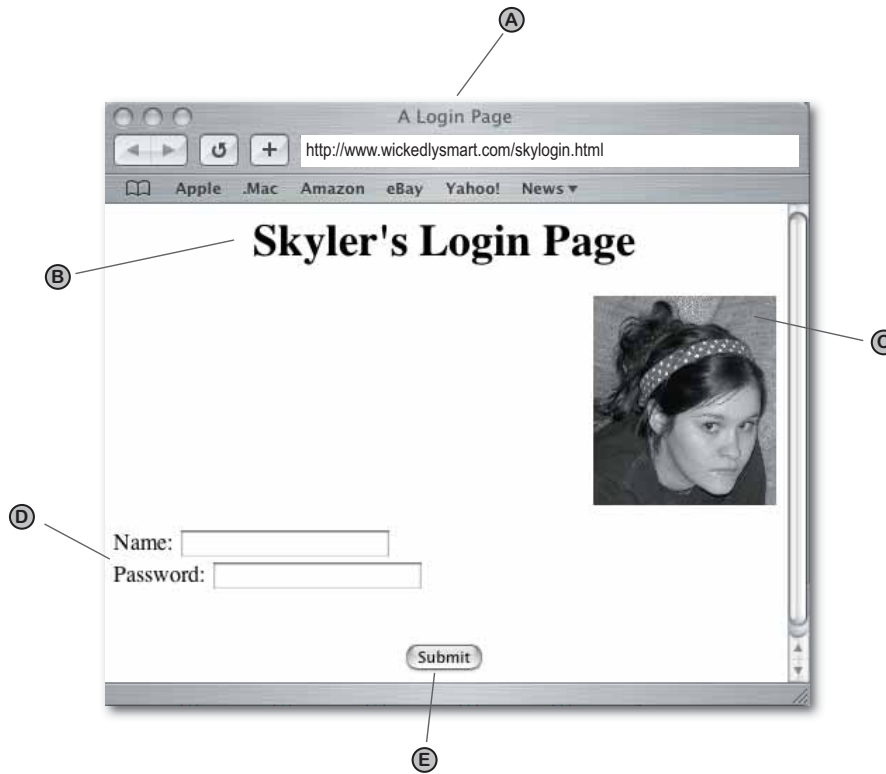 A
A Login Page
http://www.wickedlysmart.com/skylogin.html
Apple .Mac Amazon eBay Yahoo! News
Skyler's Login Page
B
C
D
Name:
Password:
Submit
E